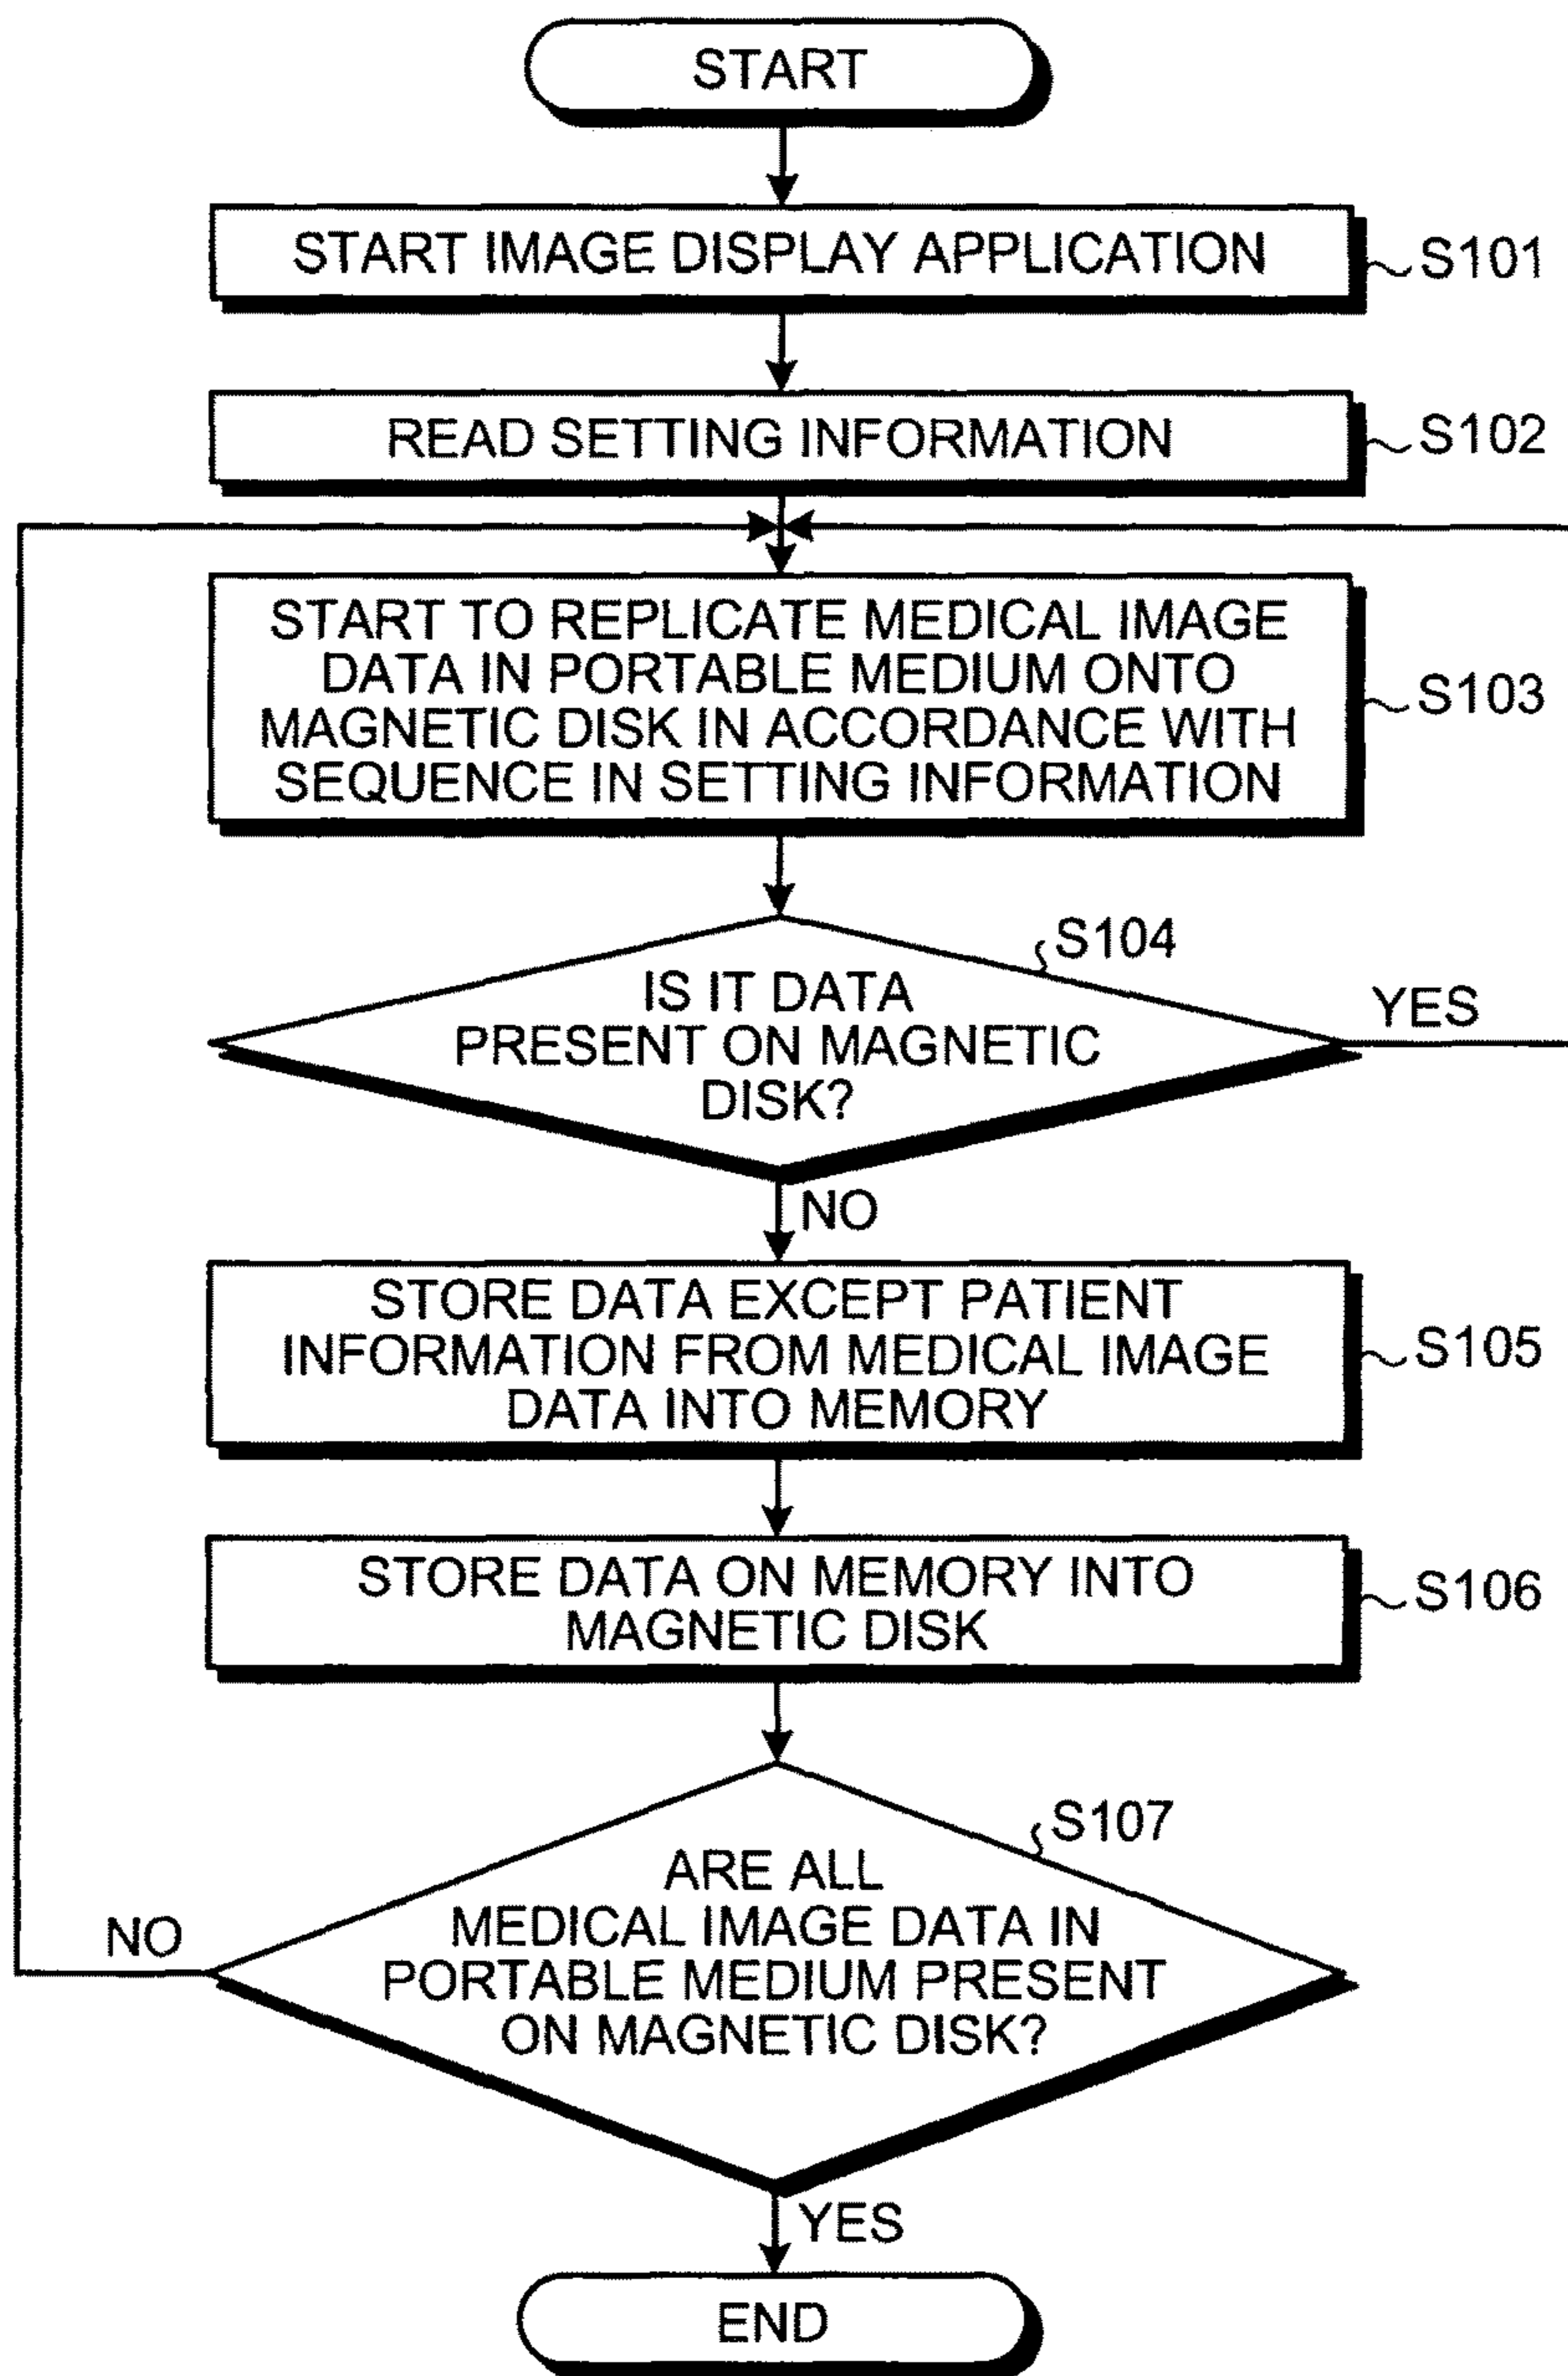 START
START IMAGE DISPLAY APPLICATION
S101
READ SETTING INFORMATION
S102
START TO REPLICATE MEDICAL IMAGE
DATA IN PORTABLE MEDIUM ONTO
MAGNETIC DISK IN ACCORDANCE WITH
SEQUENCE IN SETTING INFORMATION
S103
S104
IS IT DATA
PRESENT ON MAGNETIC
DISK?
YES
NO
STORE DATA EXCEPT PATIENT
INFORMATION FROM MEDICAL IMAGE
DATA INTO MEMORY
S105
STORE DATA ON MEMORY INTO
MAGNETIC DISK
S106
S107
ARE ALL
MEDICAL IMAGE DATA IN
PORTABLE MEDIUM PRESENT
ON MAGNETIC DISK?
NO
YES
END